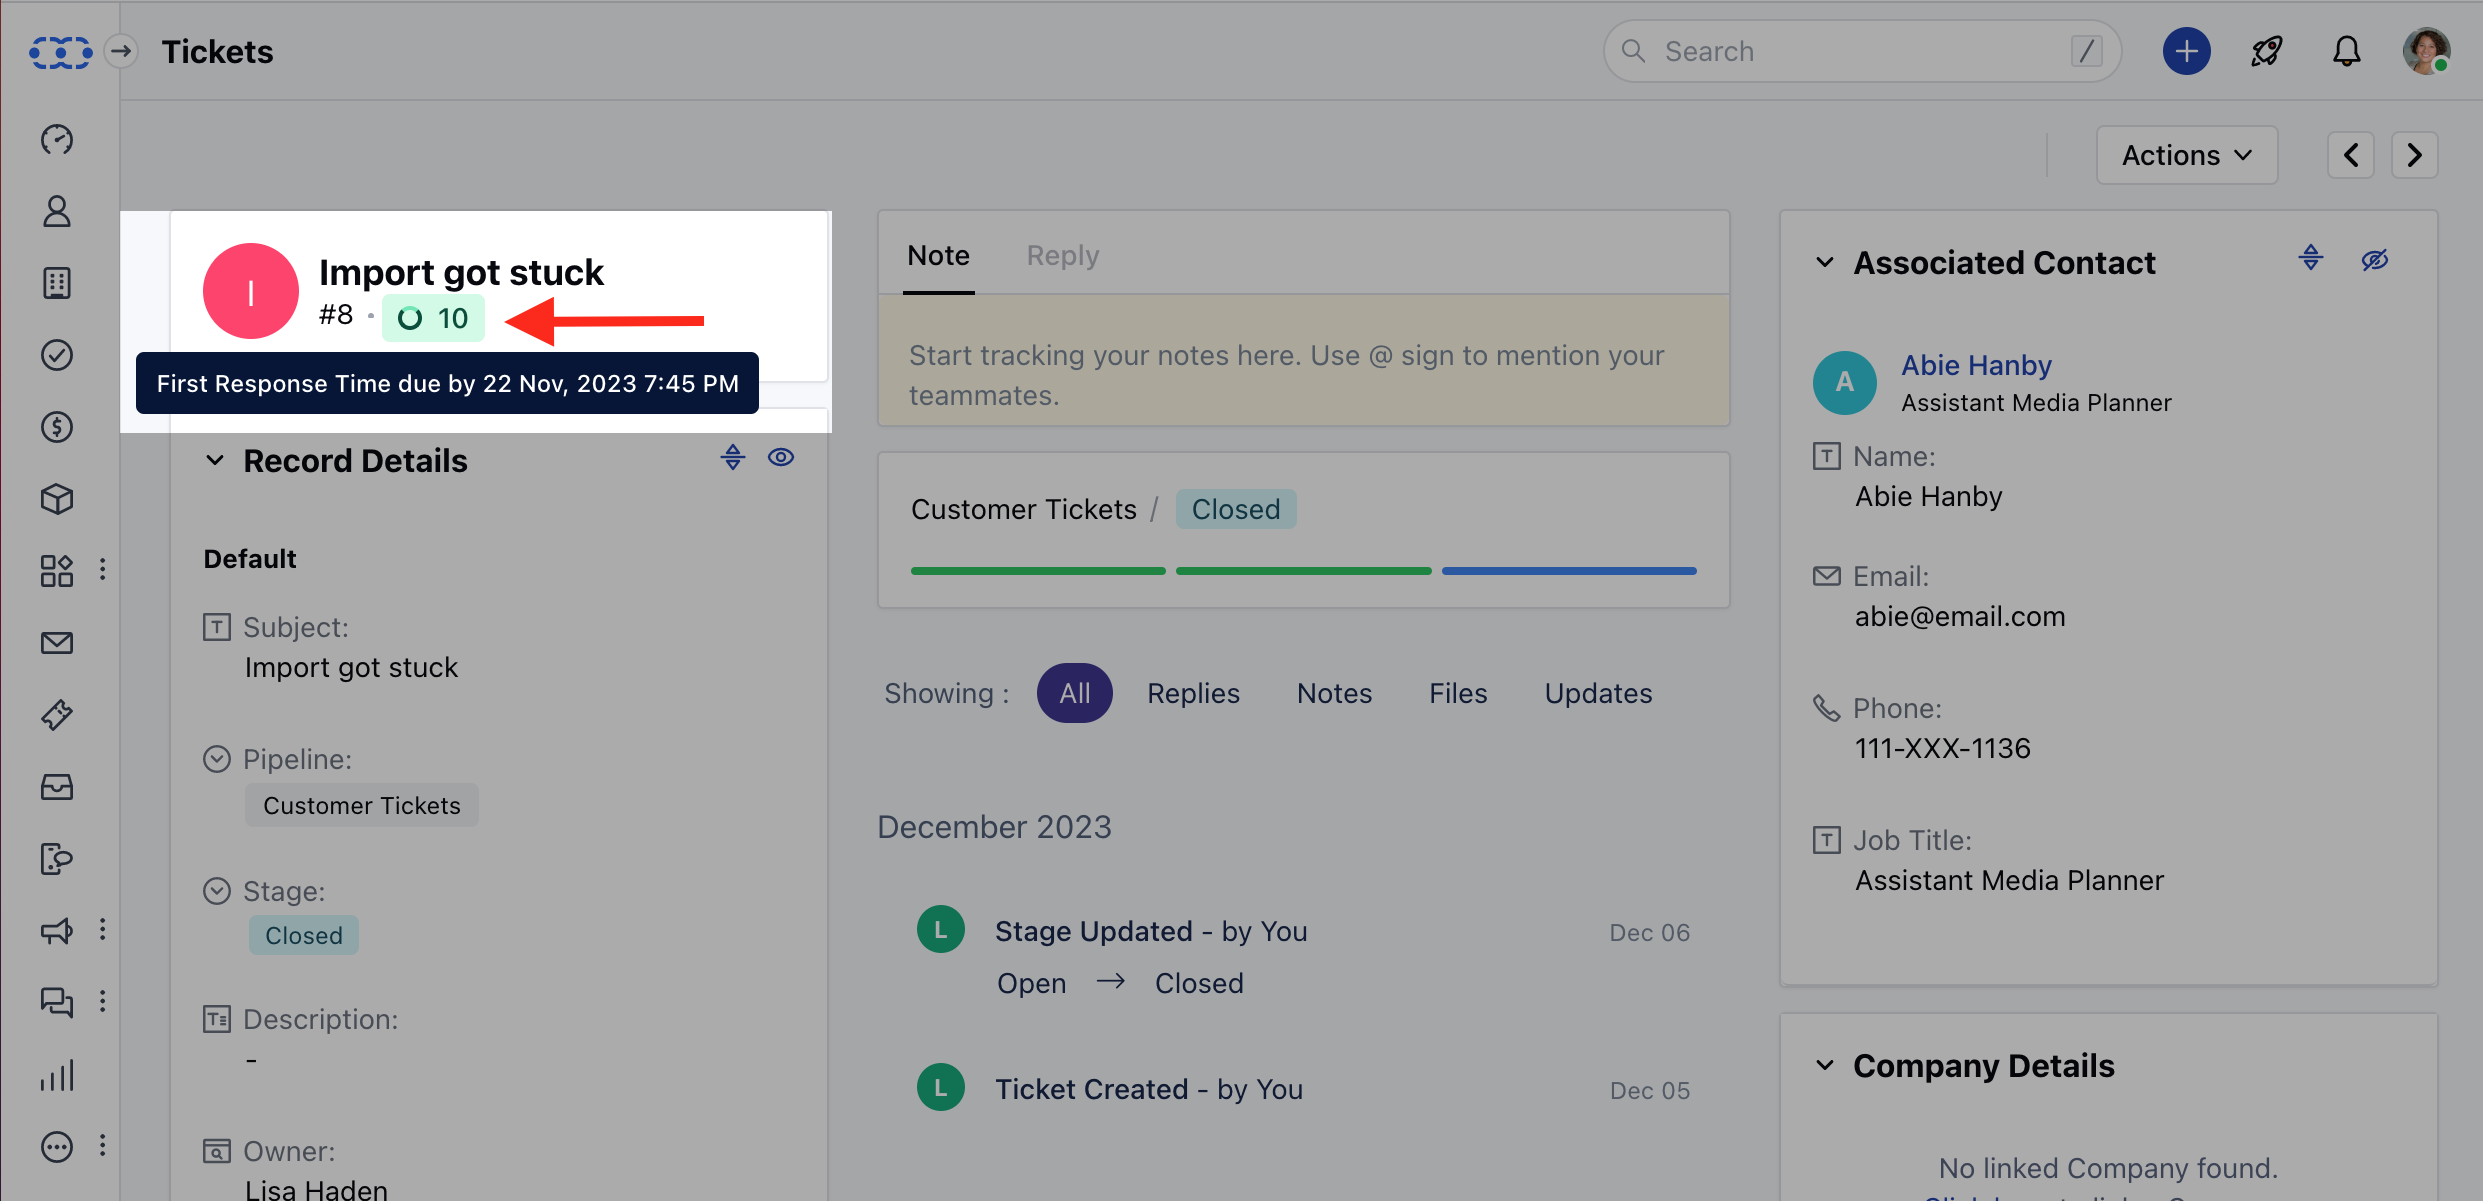 Tickets
Search /
Actions
I
Import got stuck
#8 • 10
First Response Time due by 22 Nov, 2023 7:45 PM
Record Details
Default
Subject:
Import got stuck
Pipeline:
Customer Tickets
Stage:
Closed
Description:
-
Owner:
Lisa Haden
Note Reply
Start tracking your notes here. Use @ sign to mention your
teammates.
Customer Tickets / Closed
Showing : All Replies Notes Files Updates
December 2023
L
Stage Updated - by You Dec 06
Open → Closed
L
Ticket Created - by You Dec 05
Associated Contact
A
Abie Hanby
Assistant Media Planner
Name:
Abie Hanby
Email:
abie@email.com
Phone:
111-XXX-1136
Job Title:
Assistant Media Planner
Company Details
No linked Company found.